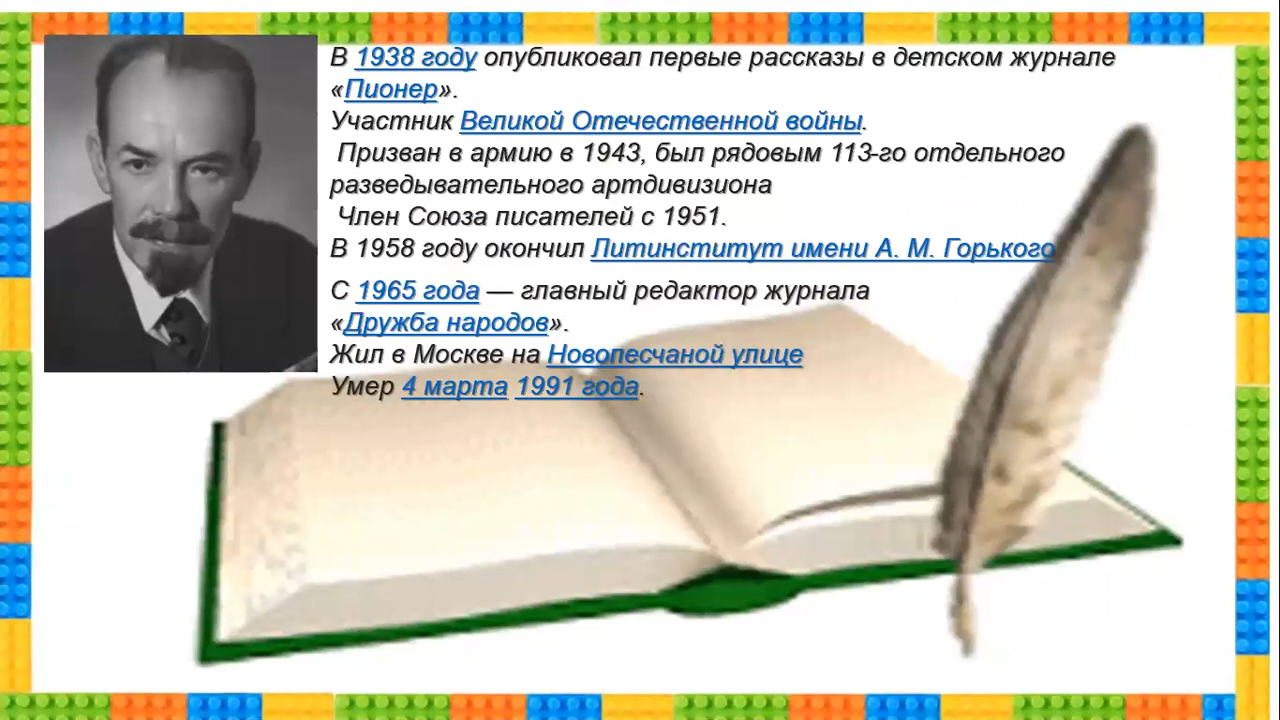 В 1938 году опубликовал первые рассказы в детском журнале
«Пионер».
Участник Великой Отечественной войны.
Призван в армию в 1943, был рядовым 113-го отдельного
разведывательного артдивизиона
Член Союза писателей с 1951.
В 1958 году окончил Литинститут имени А. М. Горького
С 1965 года — главный редактор журнала
«Дружба народов».
Жил в Москве на Новопесчаной улице
Умер 4 марта 1991 года.